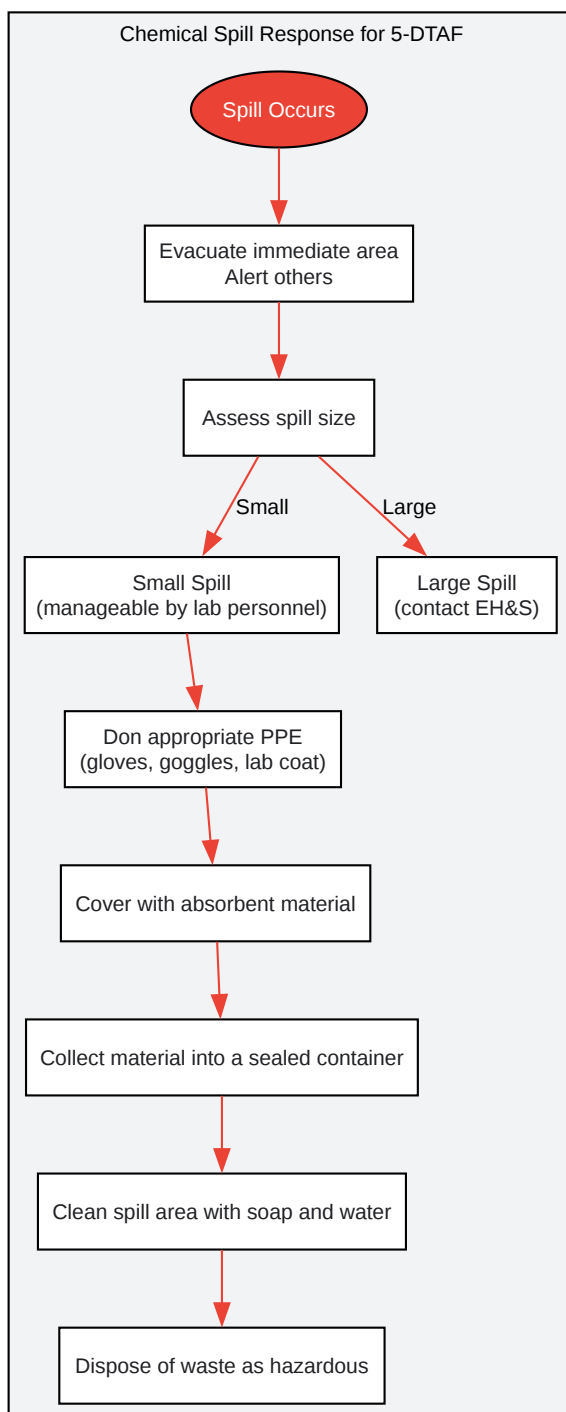 Chemical Spill Response for 5-DTAF
Spill Occurs
Evacuate immediate area
Alert others
Assess spill size
Small
Large
Small Spill
(manageable by lab personnel)
Large Spill
(contact EH&S)
Don appropriate PPE
(gloves, goggles, lab coat)
Cover with absorbent material
Collect material into a sealed container
Clean spill area with soap and water
Dispose of waste as hazardous